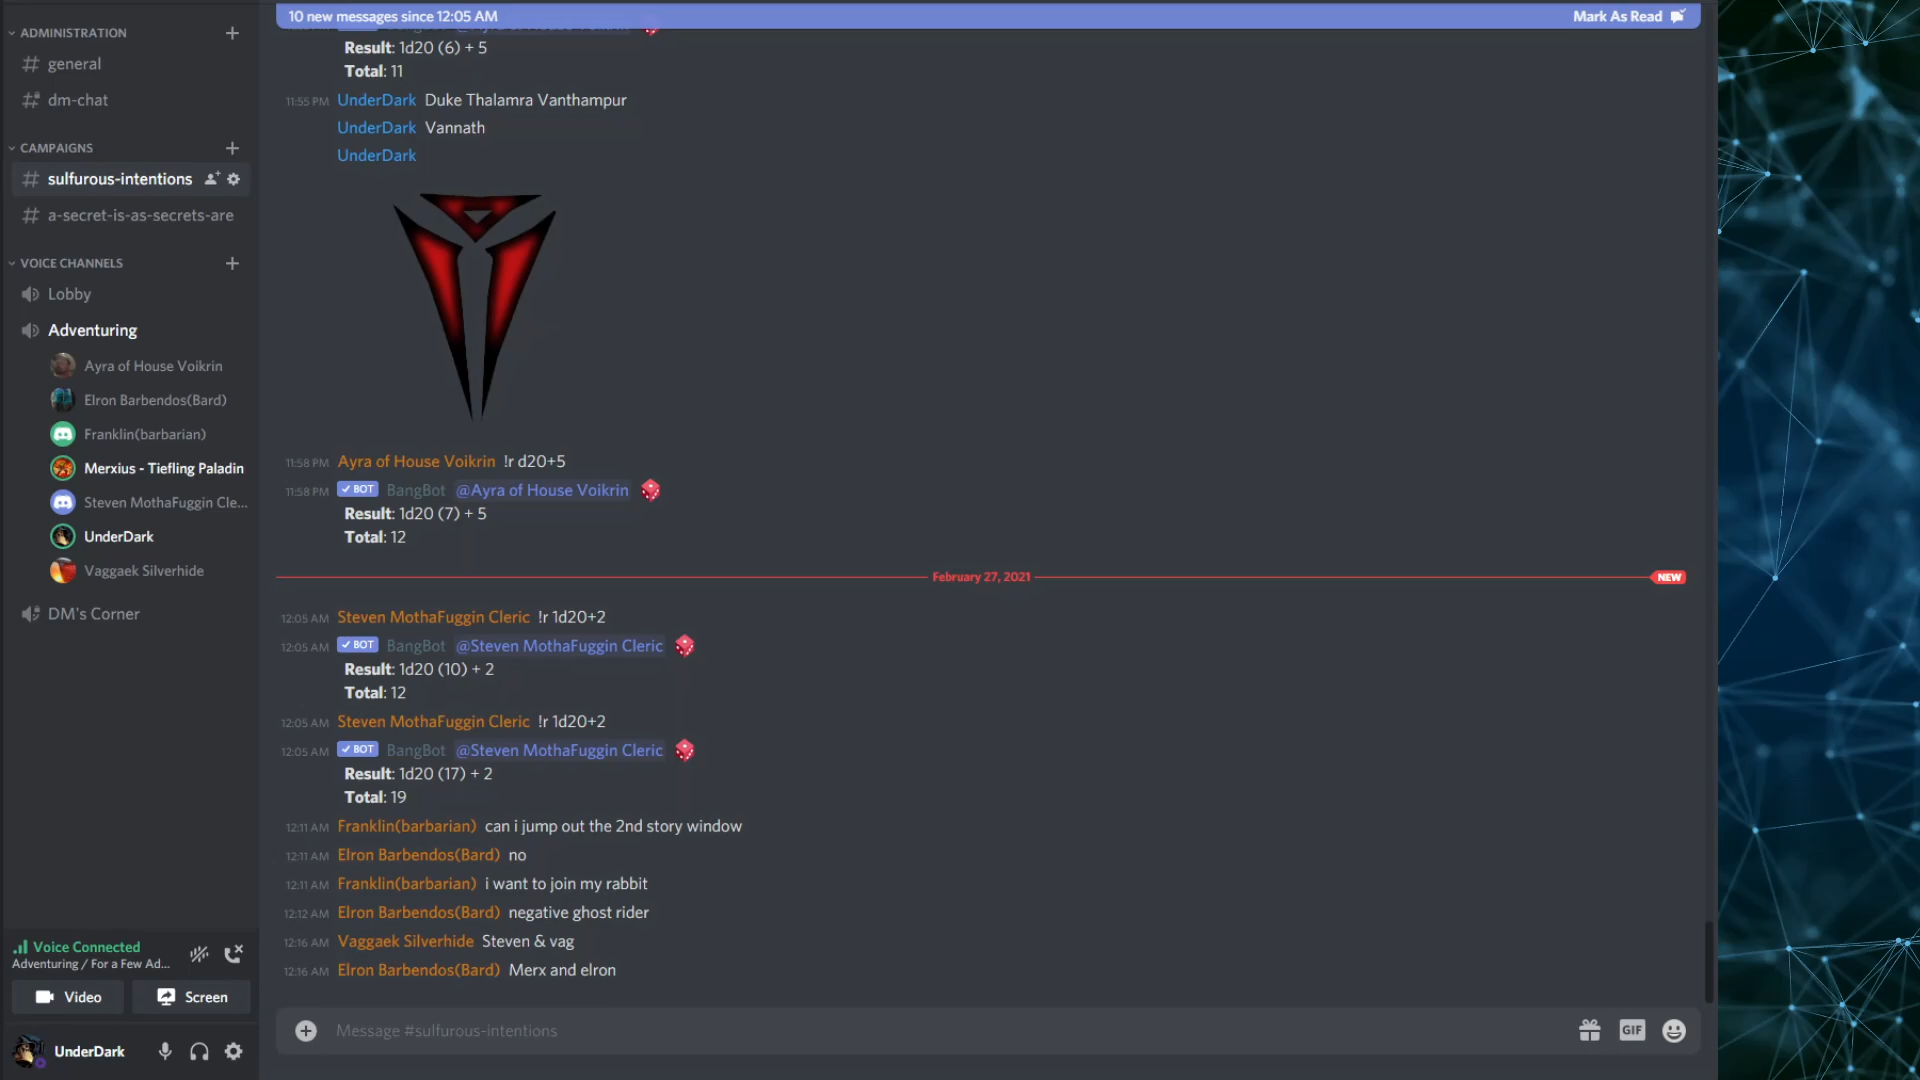 ADMINISTRATION
general
dm-chat
CAMPAIGNS
sulfurous-intentions
a-secret-is-as-secrets-are
VOICE CHANNELS
Lobby
Adventuring
Ayra of House Voikrin
Elron Barbendos(Bard)
Franklin(barbarian)
Merxius - Tiefling Paladin
Steven MothaFuggin Cle...
UnderDark
Vaggaek Silverhide
DM's Corner
Voice Connected
Adventuring / For a Few Ad...
Video Screen
UnderDark
10 new messages since 12:05 AM Mark As Read
Result: 1d20 (6) + 5
Total: 11
11:55 PM UnderDark Duke Thalamra Vanthampur
UnderDark Vannath
UnderDark
11:58 PM Ayra of House Voikrin !r d20+5
11:58 PM BOT BangBot @Ayra of House Voikrin
Result: 1d20 (7) + 5
Total: 12
February 27, 2021 NEW
12:05 AM Steven MothaFuggin Cleric !r 1d20+2
12:05 AM BOT BangBot @Steven MothaFuggin Cleric
Result: 1d20 (10) + 2
Total: 12
12:05 AM Steven MothaFuggin Cleric !r 1d20+2
12:05 AM BOT BangBot @Steven MothaFuggin Cleric
Result: 1d20 (17) + 2
Total: 19
12:11 AM Franklin(barbarian) can i jump out the 2nd story window
12:11 AM Elron Barbendos(Bard) no
12:11 AM Franklin(barbarian) i want to join my rabbit
12:12 AM Elron Barbendos(Bard) negative ghost rider
12:16 AM Vaggaek Silverhide Steven & vag
12:16 AM Elron Barbendos(Bard) Merx and elron
Message #sulfurous-intentions
GIF